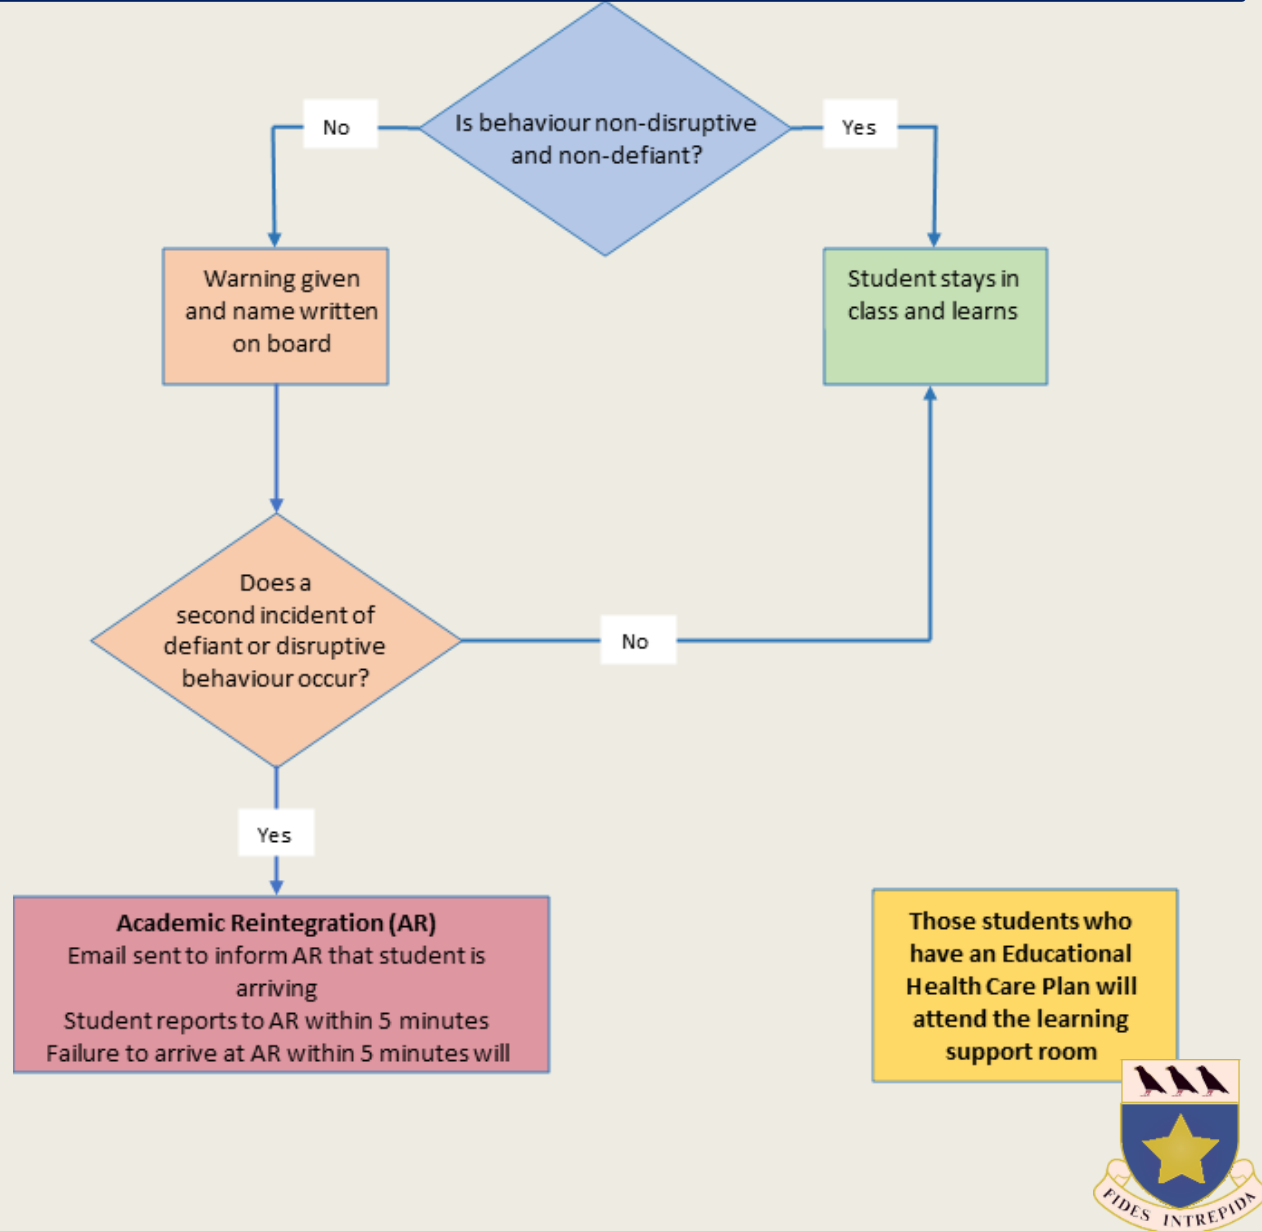 Is behaviour non-disruptive
and non-defiant?
No
Yes
Warning given
and name written
on board
Student stays in
class and learns
Does a
second incident of
defiant or disruptive
behaviour occur?
No
Yes
Academic Reintegration (AR)
Email sent to inform AR that student is
arriving
Student reports to AR within 5 minutes
Failure to arrive at AR within 5 minutes will
Those students who
have an Educational
Health Care Plan will
attend the learning
support room
FIDES INTREPIDA